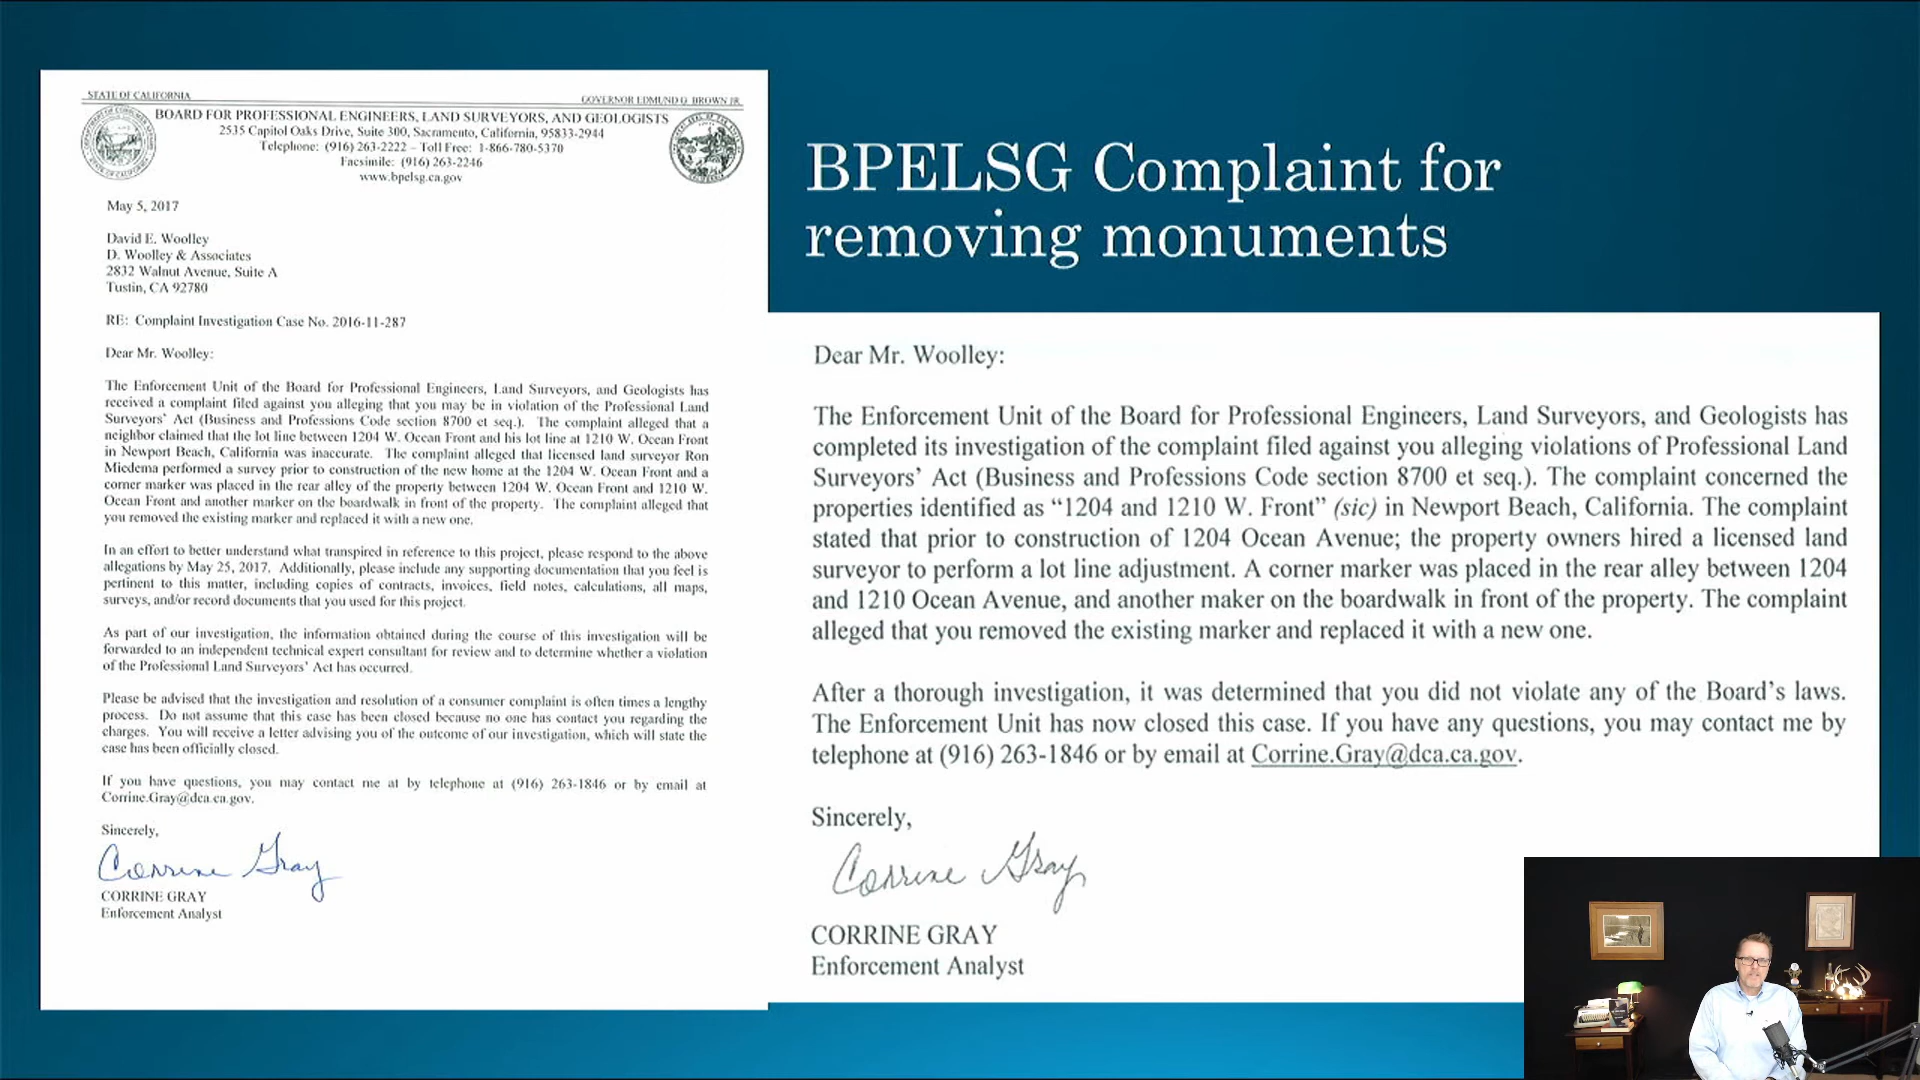 STATE OF CALIFORNIA
GOVERNOR EDMUND G. BROWN JR.
BOARD FOR PROFESSIONAL ENGINEERS, LAND SURVEYORS, AND GEOLOGISTS
2535 Capitol Oaks Drive, Suite 300, Sacramento, California, 95833-2944
Telephone: (916) 263-2222 – Toll Free: 1-866-780-5370
Facsimile: (916) 263-2246
www.bpelsg.ca.gov
May 5, 2017
David E. Woolley
D. Woolley & Associates
2832 Walnut Avenue, Suite A
Tustin, CA 92780
RE: Complaint Investigation Case No. 2016-11-287
Dear Mr. Woolley:
The Enforcement Unit of the Board for Professional Engineers, Land Surveyors, and Geologists has
received a complaint filed against you alleging that you may be in violation of the Professional Land
Surveyors' Act (Business and Professions Code section 8700 et seq.). The complaint alleged that a
neighbor claimed that the lot line between 1204 W. Ocean Front and his lot line at 1210 W. Ocean Front
in Newport Beach, California was inaccurate. The complaint alleged that licensed land surveyor Ron
Miedema performed a survey prior to construction of the new home at the 1204 W. Ocean Front and a
corner marker was placed in the rear alley of the property between 1204 W. Ocean Front and 1210 W.
Ocean Front and another marker on the boardwalk in front of the property. The complaint alleged that
you removed the existing marker and replaced it with a new one.
In an effort to better understand what transpired in reference to this project, please respond to the above
allegations by May 25, 2017. Additionally, please include any supporting documentation that you feel is
pertinent to this matter, including copies of contracts, invoices, field notes, calculations, all maps,
surveys, and/or record documents that you used for this project.
As part of our investigation, the information obtained during the course of this investigation will be
forwarded to an independent technical expert consultant for review and to determine whether a violation
of the Professional Land Surveyors' Act has occurred.
Please be advised that the investigation and resolution of a consumer complaint is often times a lengthy
process. Do not assume that this case has been closed because no one has contact you regarding the
charges. You will receive a letter advising you of the outcome of our investigation, which will state the
case has been officially closed.
If you have questions, you may contact me at by telephone at (916) 263-1846 or by email at
Corrine.Gray@dca.ca.gov.
Sincerely,
Corrine Gray
CORRINE GRAY
Enforcement Analyst
BPELSG Complaint for
removing monuments
Dear Mr. Woolley:
The Enforcement Unit of the Board for Professional Engineers, Land Surveyors, and Geologists has
completed its investigation of the complaint filed against you alleging violations of Professional Land
Surveyors' Act (Business and Professions Code section 8700 et seq.). The complaint concerned the
properties identified as “1204 and 1210 W. Front” (sic) in Newport Beach, California. The complaint
stated that prior to construction of 1204 Ocean Avenue; the property owners hired a licensed land
surveyor to perform a lot line adjustment. A corner marker was placed in the rear alley between 1204
and 1210 Ocean Avenue, and another maker on the boardwalk in front of the property. The complaint
alleged that you removed the existing marker and replaced it with a new one.
After a thorough investigation, it was determined that you did not violate any of the Board's laws.
The Enforcement Unit has now closed this case. If you have any questions, you may contact me by
telephone at (916) 263-1846 or by email at Corrine.Gray@dca.ca.gov.
Sincerely,
Corrine Gray
CORRINE GRAY
Enforcement Analyst